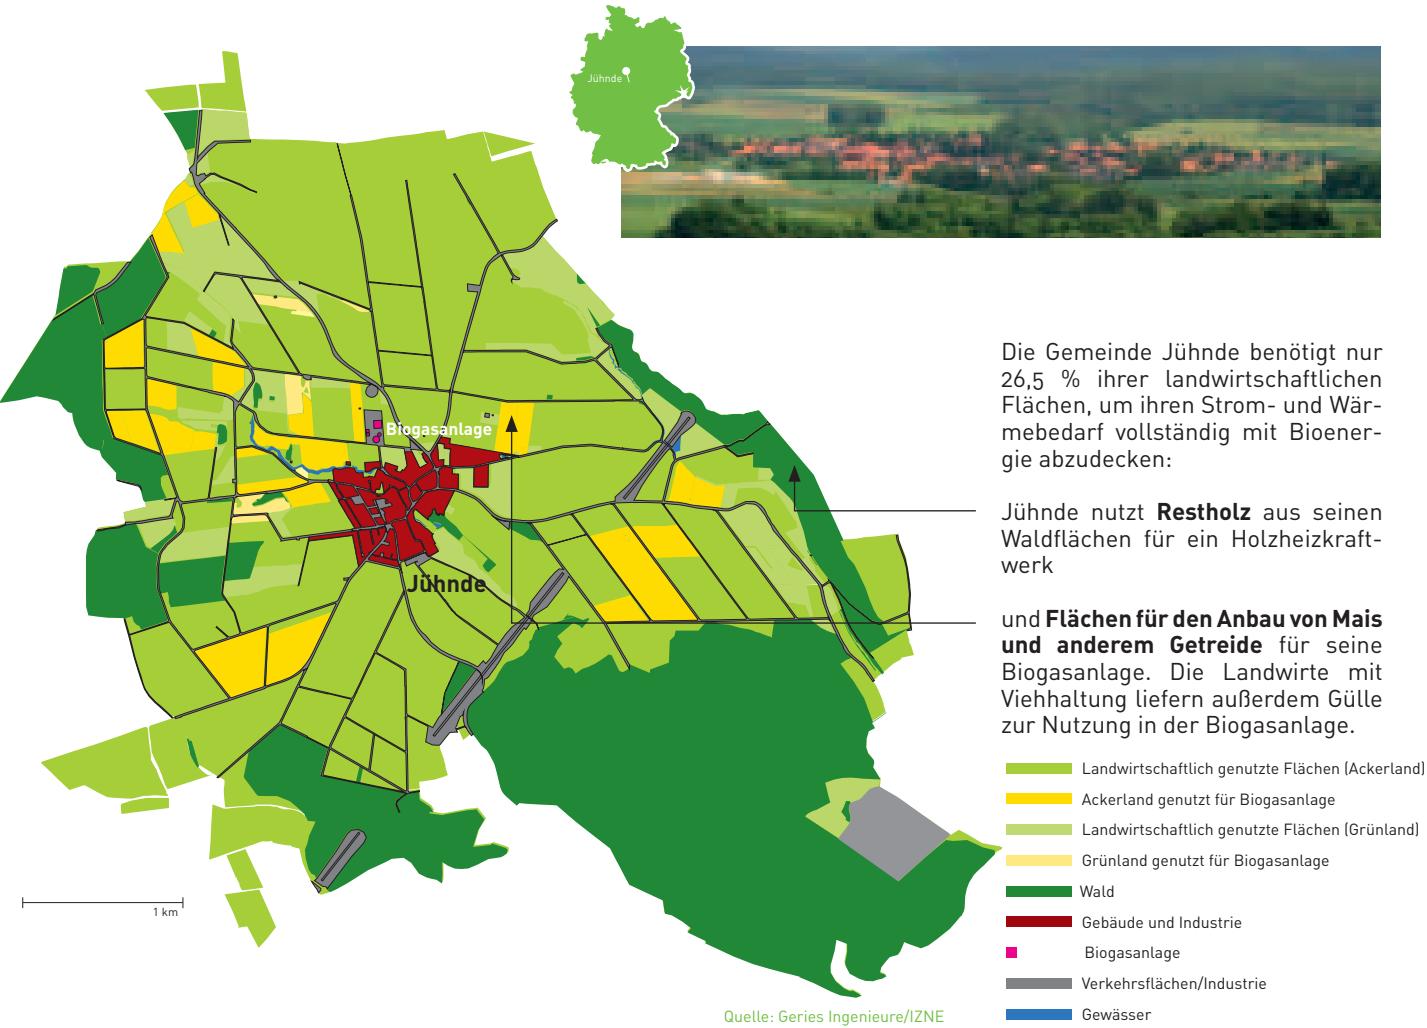 Jühnde
Die Gemeinde Jühnde benötigt nur
26,5 % ihrer landwirtschaftlichen
Flächen, um ihren Strom- und Wär-
mebedarf vollständig mit Bioener-
gie abzudecken:
Biogasanlage
Jühnde nutzt Restholz aus seinen
Waldflächen für ein Holzheizkraft-
werk
Jühnde
und Flächen für den Anbau von Mais
und anderem Getreide für seine
Biogasanlage. Die Landwirte mit
Viehhaltung liefern außerdem Gülle
zur Nutzung in der Biogasanlage.
Landwirtschaftlich genutzte Flächen (Ackerland)
Ackerland genutzt für Biogasanlage
Landwirtschaftlich genutzte Flächen (Grünland)
Grünland genutzt für Biogasanlage
Wald
Gebäude und Industrie
Biogasanlage
Verkehrsflächen/Industrie
Gewässer
1 km
Quelle: Geries Ingenieure/IZNE